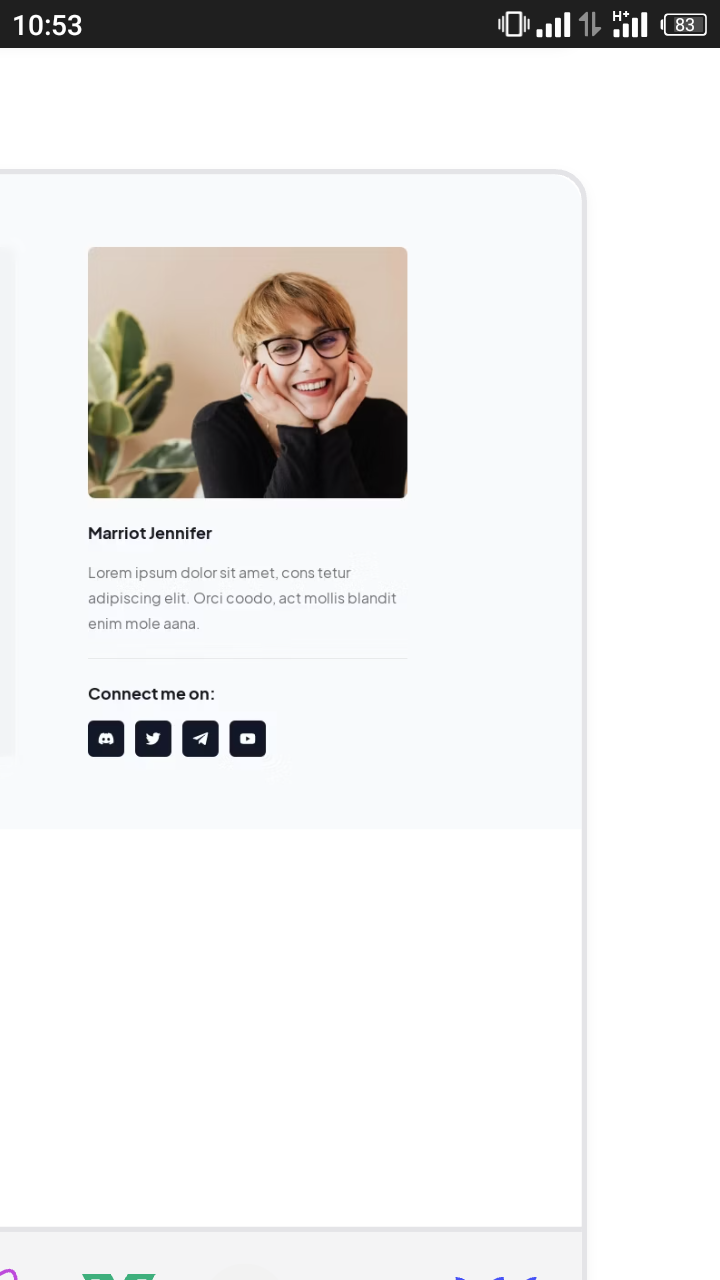 10:53
H+
83
Marriot Jennifer
Lorem ipsum dolor sit amet, cons tetur
adipiscing elit. Orci coodo, act mollis blandit
enim mole aana.
Connect me on: